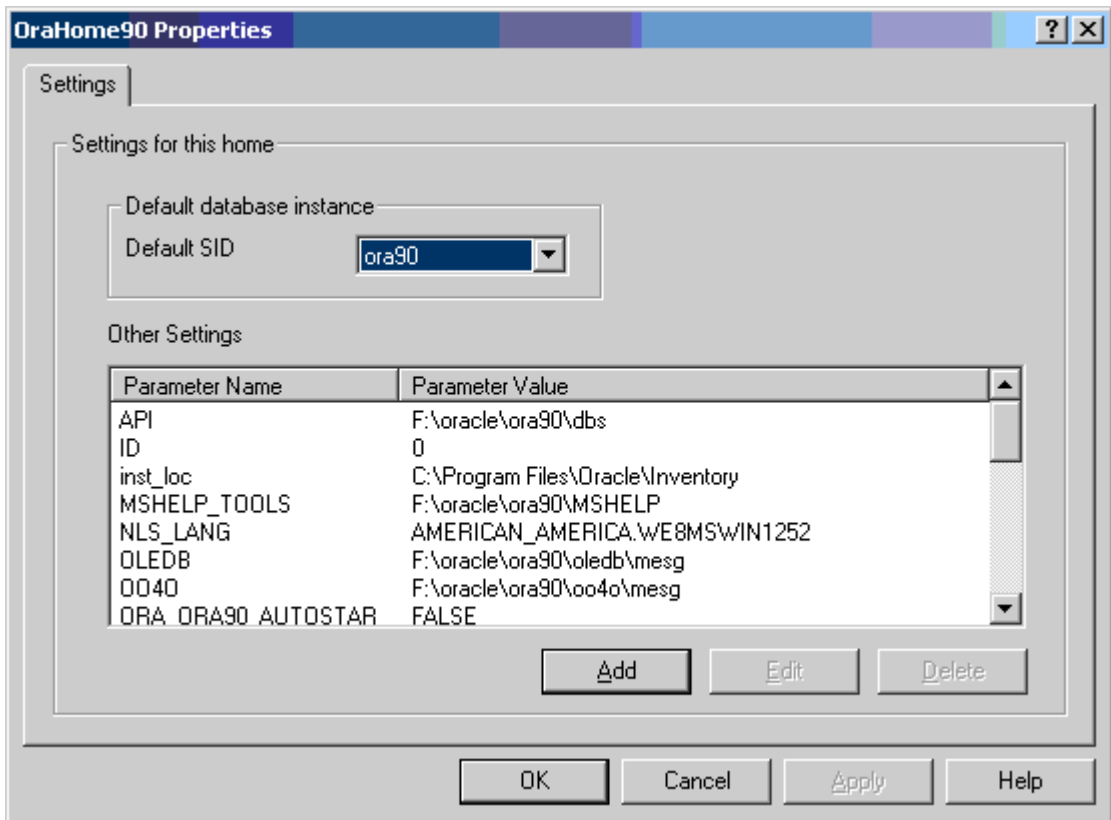 OraHome90 Properties
Settings
Settings for this home
Default database instance
Default SID ora90
Other Settings
Parameter Name Parameter Value
API F:\oracle\ora90\dbs
ID 0
inst_loc C:\Program Files\Oracle\Inventory
MSHELP_TOOLS F:\oracle\ora90\MSHELP
NLS_LANG AMERICAN_AMERICA.WE8MSWIN1252
OLEDB F:\oracle\ora90\oledb\mesg
OO4O F:\oracle\ora90\oo4o\mesg
ORA_ORA90_AUTOSTAR FALSE
Add Edit Delete
OK Cancel Apply Help